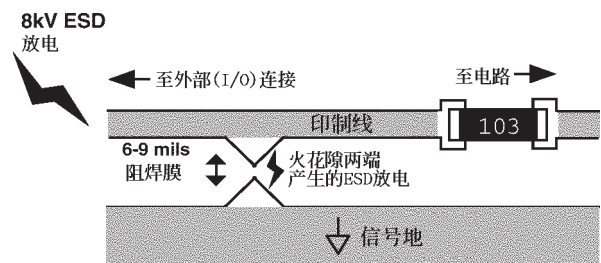 8kV ESD
放电
至外部(I/O)连接
至电路
印制线
103
6-9 mils
阻焊膜
火花隙两端
产生的ESD放电
信号地